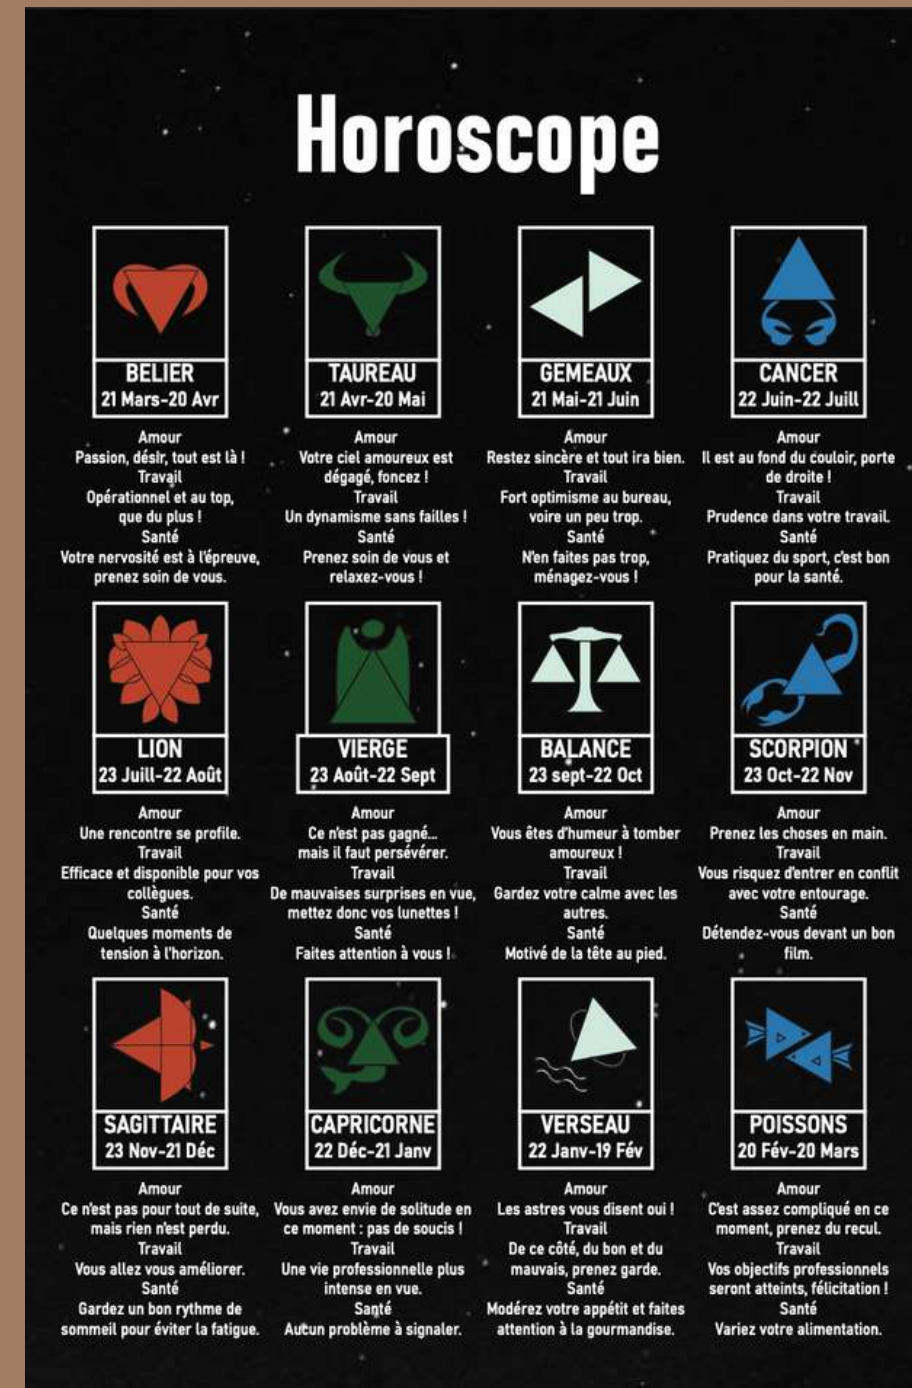 Horoscope
BELIER
21 Mars-20 Avr
Amour
Passion, désir, tout est là !
Travail
Opérationnel et au top,
que du plus !
Santé
Votre nervosité est à l'épreuve,
prenez soin de vous.
TAUREAU
21 Avr-20 Mai
Amour
Votre ciel amoureux est
dégagé, foncez !
Travail
Un dynamisme sans failles !
Santé
Prenez soin de vous et
relaxez-vous !
GEMEAUX
21 Mai-21 Juin
Amour
Restez sincère et tout ira bien.
Travail
Fort optimisme au bureau,
voire un peu trop.
Santé
N'en faites pas trop,
ménagez-vous !
CANCER
22 Juin-22 Juill
Amour
Il est au fond du couloir, porte
de droite !
Travail
Prudence dans votre travail.
Santé
Pratiquez du sport, c'est bon
pour la santé.
LION
23 Juill-22 Août
Amour
Une rencontre se profile.
Travail
Efficace et disponible pour vos
collègues.
Santé
Quelques moments de
tension à l'horizon.
VIERGE
23 Août-22 Sept
Amour
Ce n'est pas gagné...
mais il faut persévérer.
Travail
De mauvaises surprises en vue,
mettez donc vos lunettes !
Santé
Faites attention à vous !
BALANCE
23 sept-22 Oct
Amour
Vous êtes d'humeur à tomber
amoureux !
Travail
Gardez votre calme avec les
autres.
Santé
Motivé de la tête au pied.
SCORPION
23 Oct-22 Nov
Amour
Prenez les choses en main.
Travail
Vous risquez d'entrer en conflit
avec votre entourage.
Santé
Détendez-vous devant un bon
film.
SAGITTAIRE
23 Nov-21 Déc
Amour
Ce n'est pas pour tout de suite,
mais rien n'est perdu.
Travail
Vous allez vous améliorer.
Santé
Gardez un bon rythme de
sommeil pour éviter la fatigue.
CAPRICORNE
22 Déc-21 Janv
Amour
Vous avez envie de solitude en
ce moment : pas de soucis !
Travail
Une vie professionnelle plus
intense en vue.
Santé
Aucun problème à signaler.
VERSEAU
22 Janv-19 Fév
Amour
Les astres vous disent oui !
Travail
De ce côté, du bon et du
mauvais, prenez garde.
Santé
Modérez votre appétit et faites
attention à la gourmandise.
POISSONS
20 Fév-20 Mars
Amour
C'est assez compliqué en ce
moment, prenez du recul.
Travail
Vos objectifs professionnels
seront atteints, félicitation !
Santé
Variez votre alimentation.